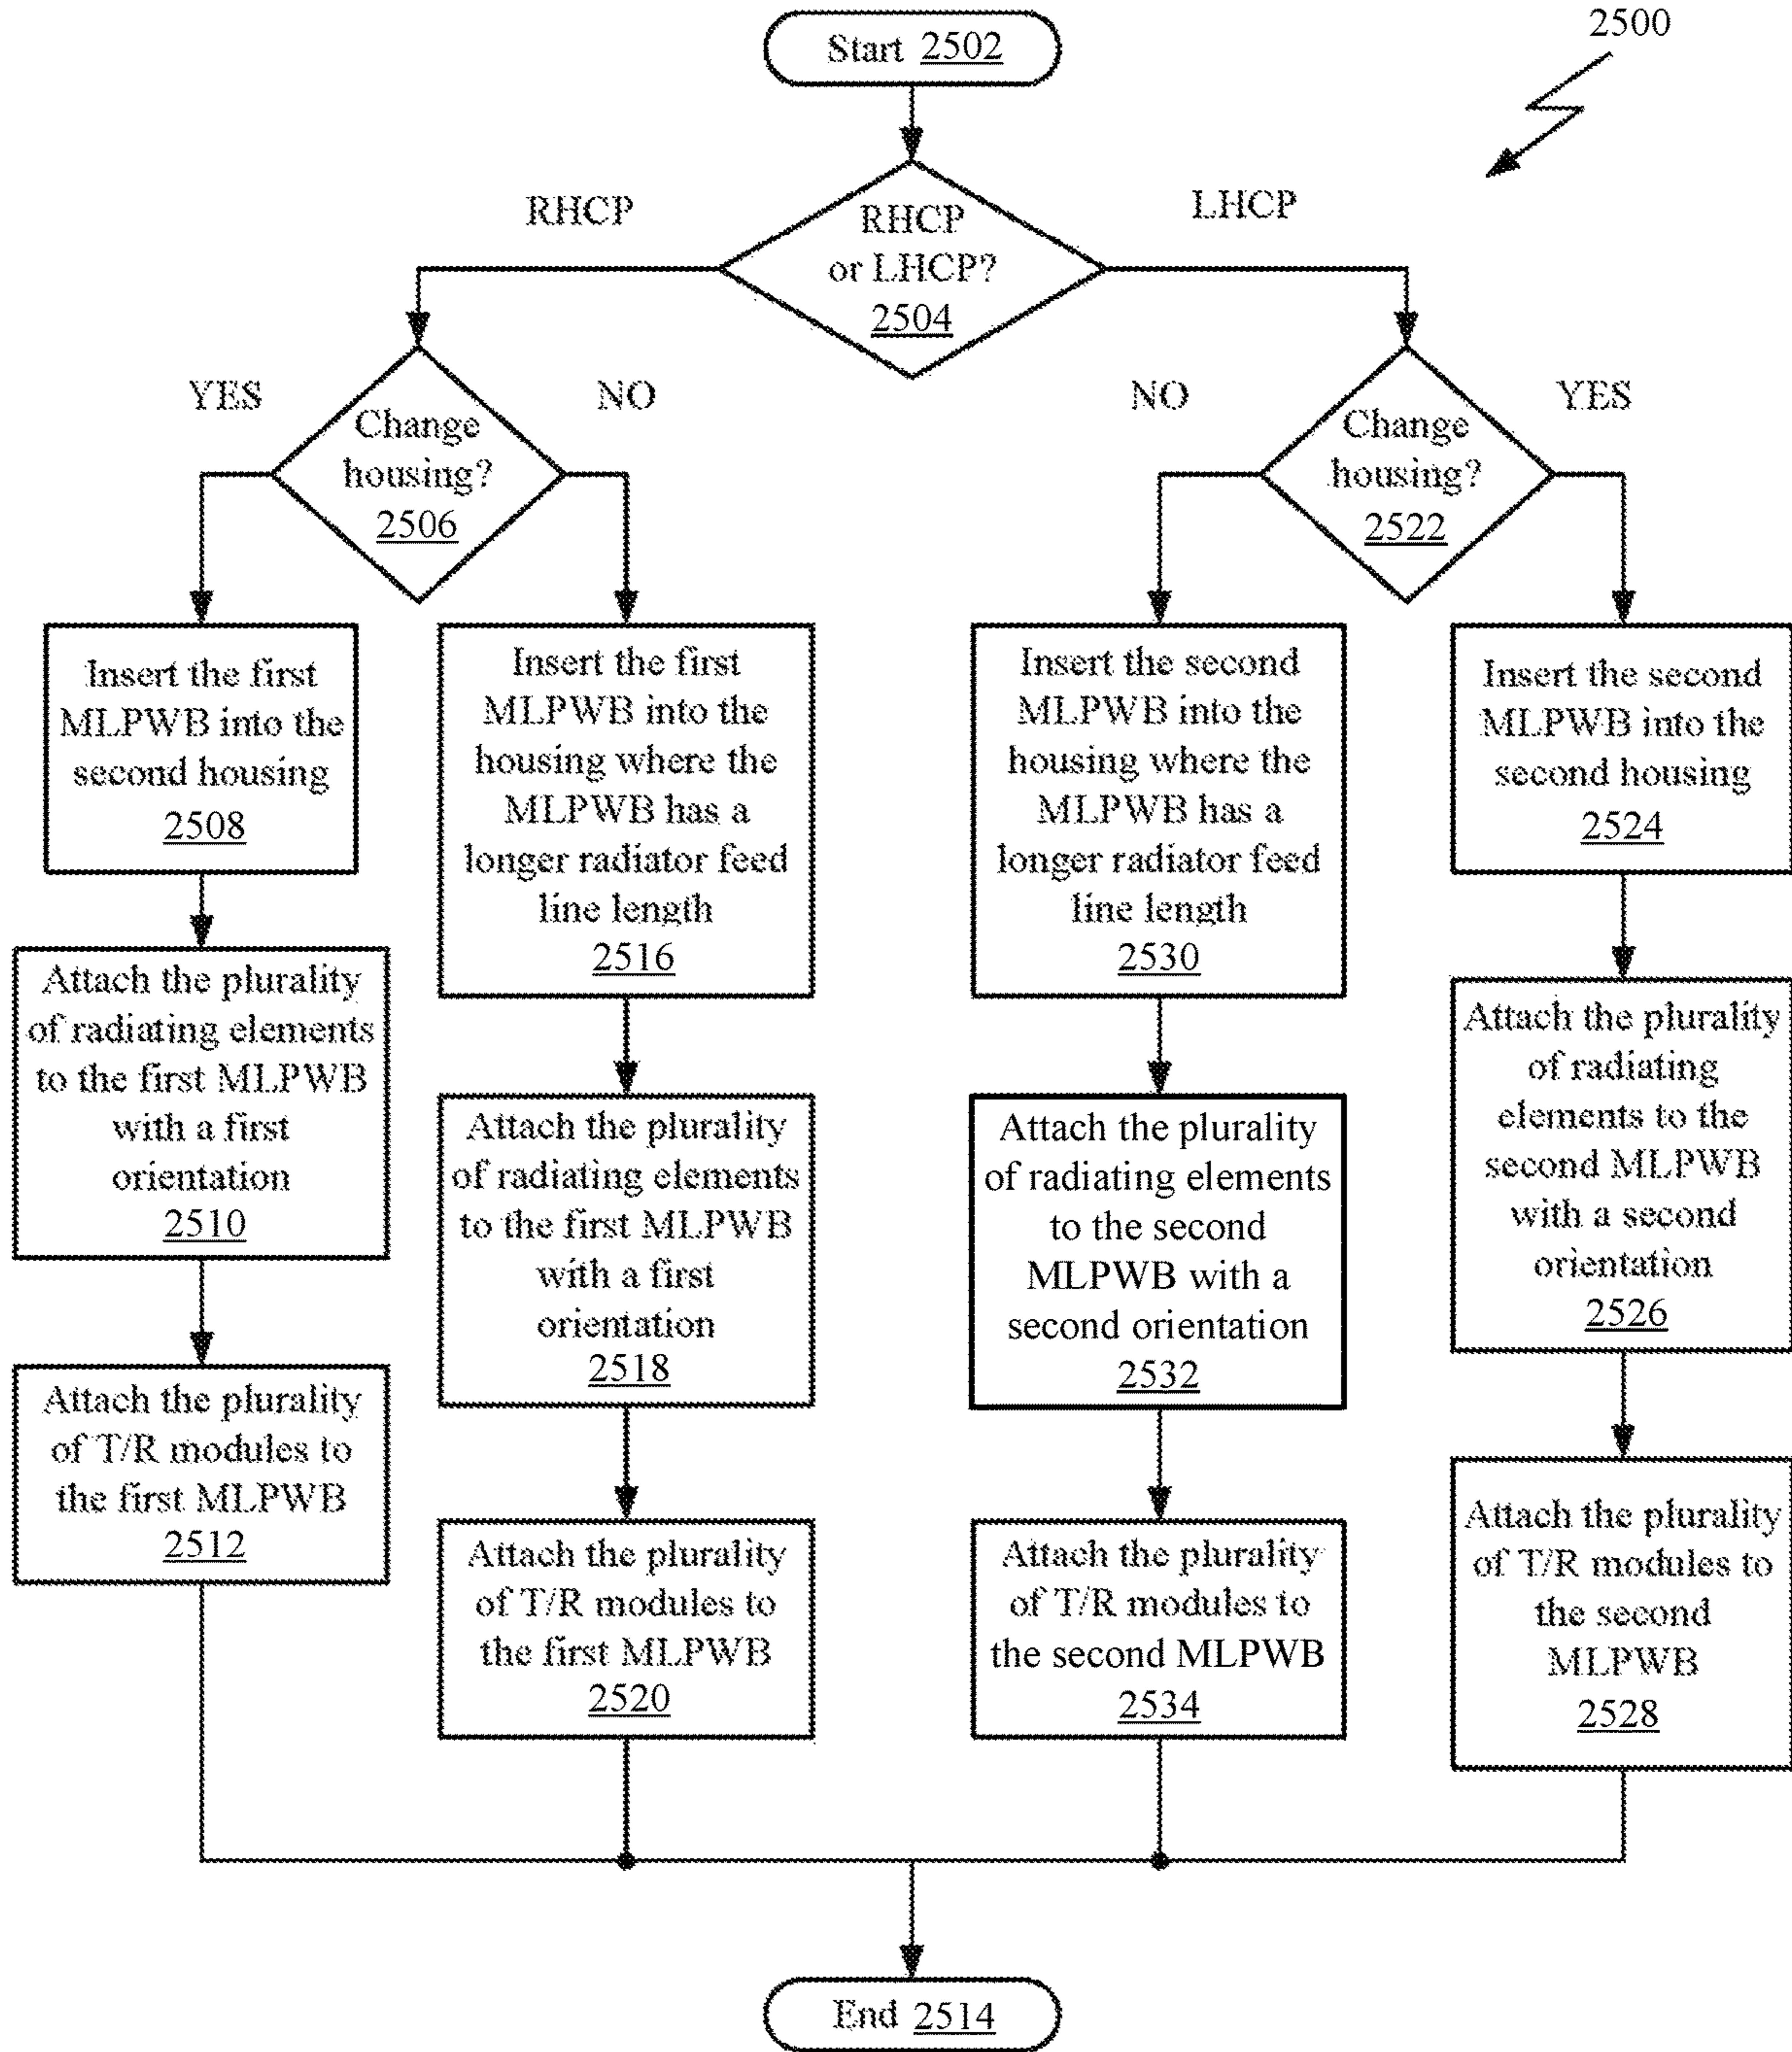 2500
Start 2502
RHCP
or LHCP?
2504
RHCP
LHCP
Change
housing?
2506
YES
NO
Change
housing?
2522
NO
YES
Insert the first
MLPWB into the
second housing
2508
Attach the plurality
of radiating elements
to the first MLPWB
with a first
orientation
2510
Attach the plurality
of T/R modules to
the first MLPWB
2512
Insert the first
MLPWB into the
housing where the
MLPWB has a
longer radiator feed
line length
2516
Attach the plurality
of radiating elements
to the first MLPWB
with a first
orientation
2518
Attach the plurality
of T/R modules to
the first MLPWB
2520
Insert the second
MLPWB into the
housing where the
MLPWB has a
longer radiator feed
line length
2530
Attach the plurality
of radiating elements
to the second
MLPWB with a
second orientation
2532
Attach the plurality
of T/R modules to
the second MLPWB
2534
Insert the second
MLPWB into the
second housing
2524
Attach the plurality
of radiating
elements to the
second MLPWB
with a second
orientation
2526
Attach the plurality
of T/R modules to
the second
MLPWB
2528
End 2514